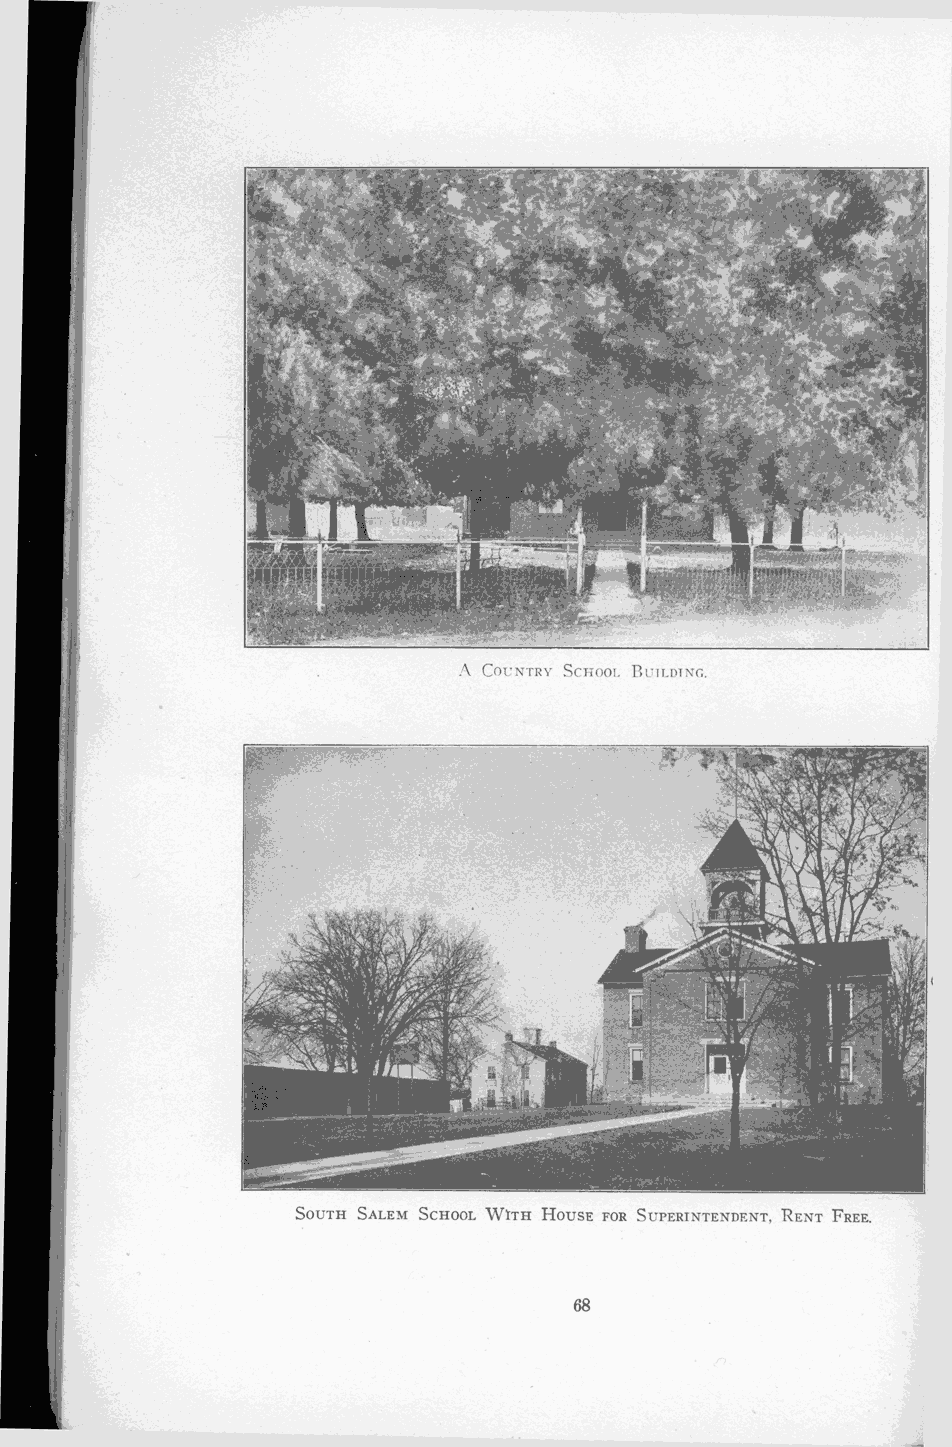 A COUNTRY SCHOOL BUILDING.
SOUTH SALEM SCHOOL WITH HOUSE FOR SUPERINTENDENT, RENT FREE.
68